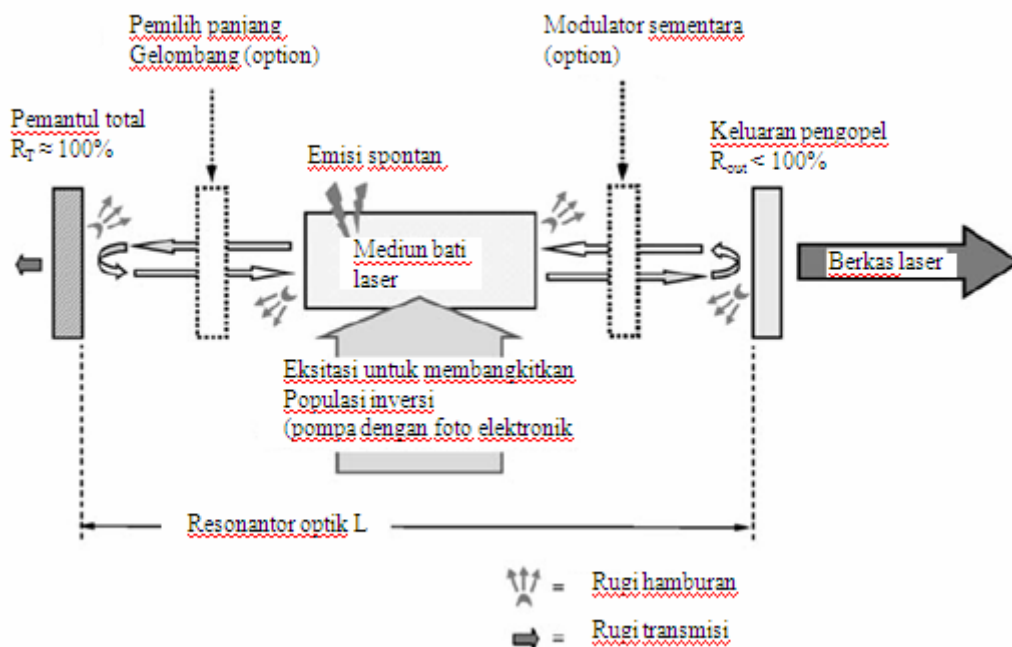 Pemilih panjang
Gelombang (option)
Modulator sementara
(option)
Pemantul total
R_T ≈ 100%
Emisi spontan
Keluaran pengopel
R_out < 100%
Mediun bati
laser
Berkas laser
Eksitasi untuk membangkitkan
Populasi inversi
(pompa dengan foto elektronik
Resonantor optik L
= Rugi hamburan
= Rugi transmisi